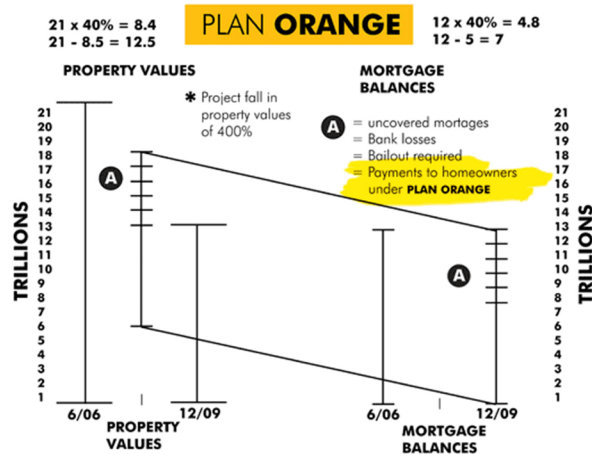 21 x 40% = 8.4
21 - 8.5 = 12.5
PLAN ORANGE
12 x 40% = 4.8
12 - 5 = 7
PROPERTY VALUES
MORTGAGE
BALANCES
* Project fall in
property values
of 400%
A = uncovered mortages
= Bank losses
= Bailout required
= Payments to homeowners
under PLAN ORANGE
TRILLIONS
21
20
19
18
17
16
15
14
13
12
11
10
9
8
7
6
5
4
3
2
1
A
A
21
20
19
18
17
16
15
14
13
12
11
10
9
8
7
6
5
4
3
2
1
TRILLIONS
6/06
12/09
6/06
12/09
PROPERTY
VALUES
MORTGAGE
BALANCES